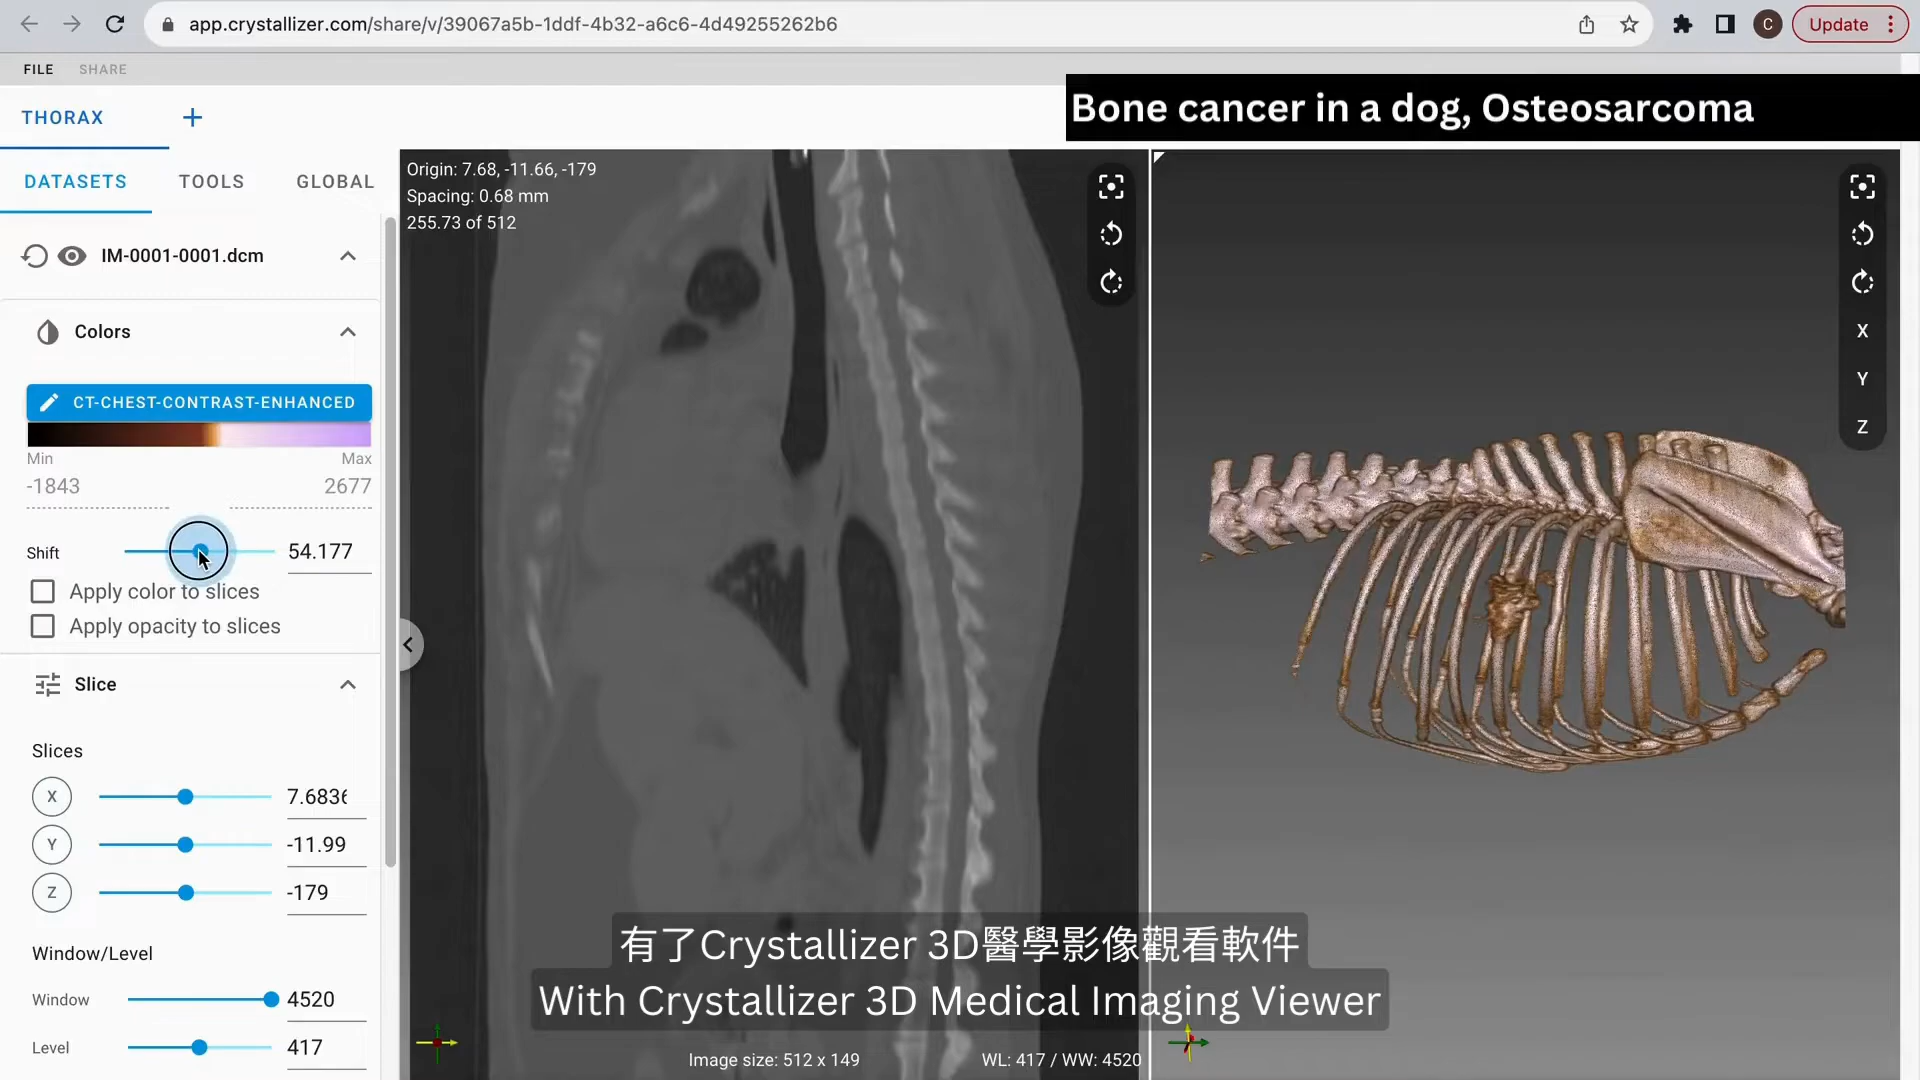 app.crystallizer.com/share/v/39067a5b-1ddf-4b32-a6c6-4d49255262b6
C
Update
FILE
SHARE
Bone cancer in a dog, Osteosarcoma
THORAX
+
DATASETS
TOOLS
GLOBAL
Origin: 7.68, -11.66, -179
Spacing: 0.68 mm
255.73 of 512
IM-0001-0001.dcm
Colors
CT-CHEST-CONTRAST-ENHANCED
Min
Max
-1843
2677
Shift
54.177
Apply color to slices
Apply opacity to slices
Slice
Slices
X
7.6836
Y
-11.99
Z
-179
Window/Level
Window
4520
Level
417
X
Y
Z
有了Crystallizer 3D醫學影像觀看軟件
With Crystallizer 3D Medical Imaging Viewer
Image size: 512 x 149
WL: 417 / WW: 4520